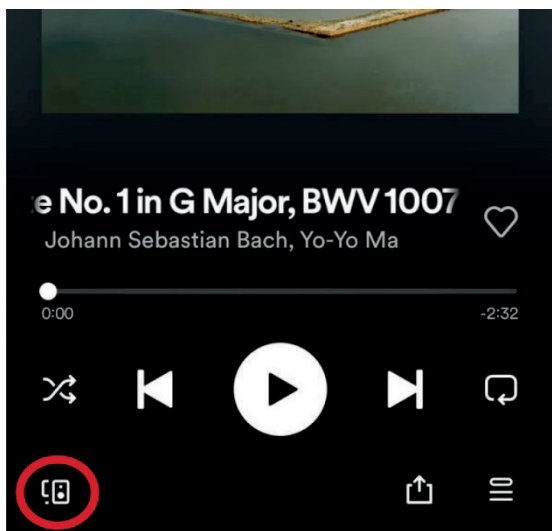 e No. 1 in G Major, BWV 1007
Johann Sebastian Bach, Yo-Yo Ma
0:00
-2:32